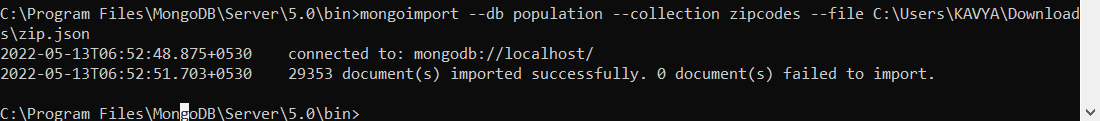 C:\Program Files\MongoDB\Server\5.0\bin>mongoimport --db population --collection zipcodes --file C:\Users\KAVYA\Download
s\zip.json
2022-05-13T06:52:48.875+0530    connected to: mongodb://localhost/
2022-05-13T06:52:51.703+0530    29353 document(s) imported successfully. 0 document(s) failed to import.
C:\Program Files\MongoDB\Server\5.0\bin>